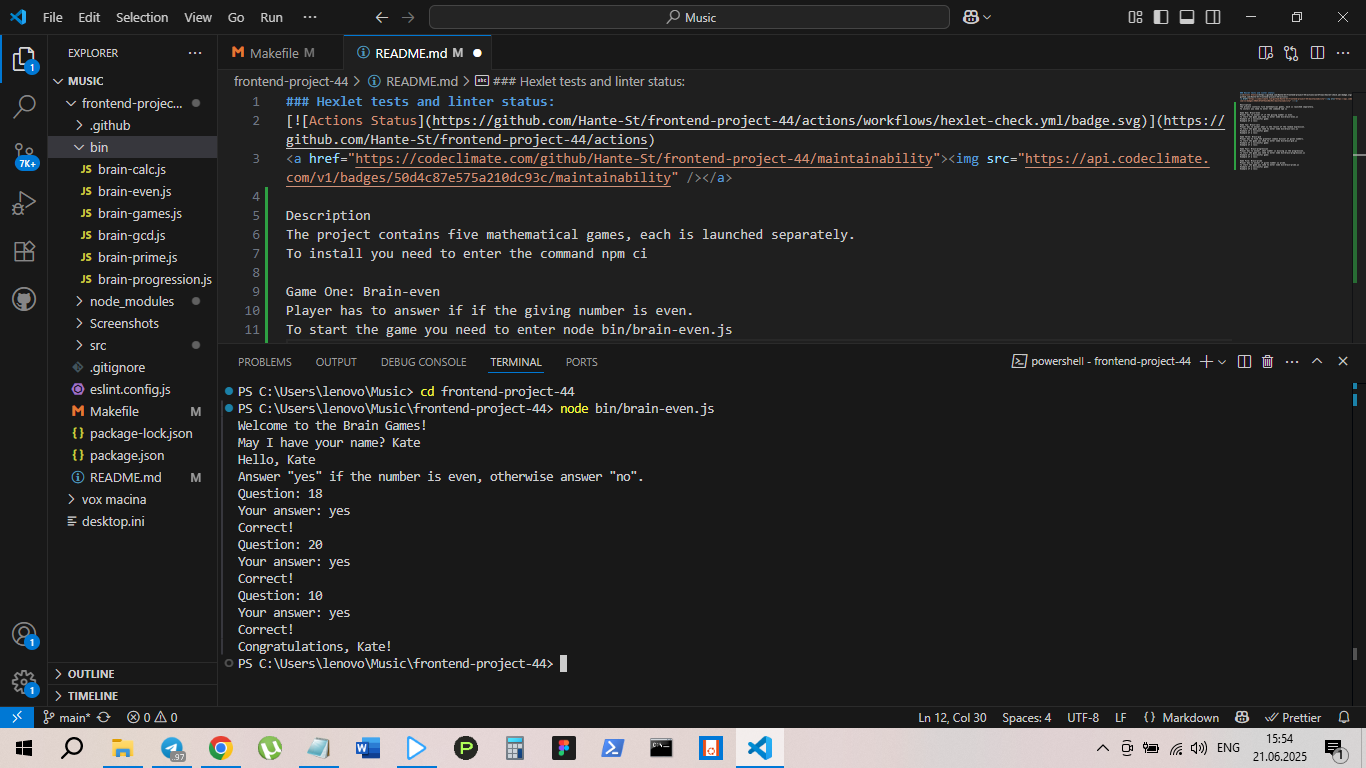 File Edit Selection View Go Run ··· Music
EXPLORER ···
MUSIC
frontend-projec...
.github
bin
JS brain-calc.js
JS brain-even.js
JS brain-games.js
JS brain-gcd.js
JS brain-prime.js
JS brain-progression.js
node_modules
Screenshots
src
.gitignore
eslint.config.js
Makefile M
package-lock.json
package.json
README.md M
vox macina
desktop.ini
OUTLINE
TIMELINE
1
7K+
1
1
Makefile M README.md M
frontend-project-44 > README.md > ### Hexlet tests and linter status:
1 ### Hexlet tests and linter status:
2 [![Actions Status](https://github.com/Hante-St/frontend-project-44/actions/workflows/hexlet-check.yml/badge.svg)](https://
github.com/Hante-St/frontend-project-44/actions)
3 <a href="https://codeclimate.com/github/Hante-St/frontend-project-44/maintainability"><img src="https://api.codeclimate.
com/v1/badges/50d4c87e575a210dc93c/maintainability" /></a>
4
5 Description
6 The project contains five mathematical games, each is launched separately.
7 To install you need to enter the command npm ci
8
9 Game One: Brain-even
10 Player has to answer if if the giving number is even.
11 To start the game you need to enter node bin/brain-even.js
PROBLEMS OUTPUT DEBUG CONSOLE TERMINAL PORTS powershell - frontend-project-44
PS C:\Users\lenovo\Music> cd frontend-project-44
PS C:\Users\lenovo\Music\frontend-project-44> node bin/brain-even.js
Welcome to the Brain Games!
May I have your name? Kate
Hello, Kate
Answer "yes" if the number is even, otherwise answer "no".
Question: 18
Your answer: yes
Correct!
Question: 20
Your answer: yes
Correct!
Question: 10
Your answer: yes
Correct!
Congratulations, Kate!
PS C:\Users\lenovo\Music\frontend-project-44>
main* 0 0 Ln 12, Col 30 Spaces: 4 UTF-8 LF {} Markdown Prettier
97 ENG 15:54
21.06.2025 1